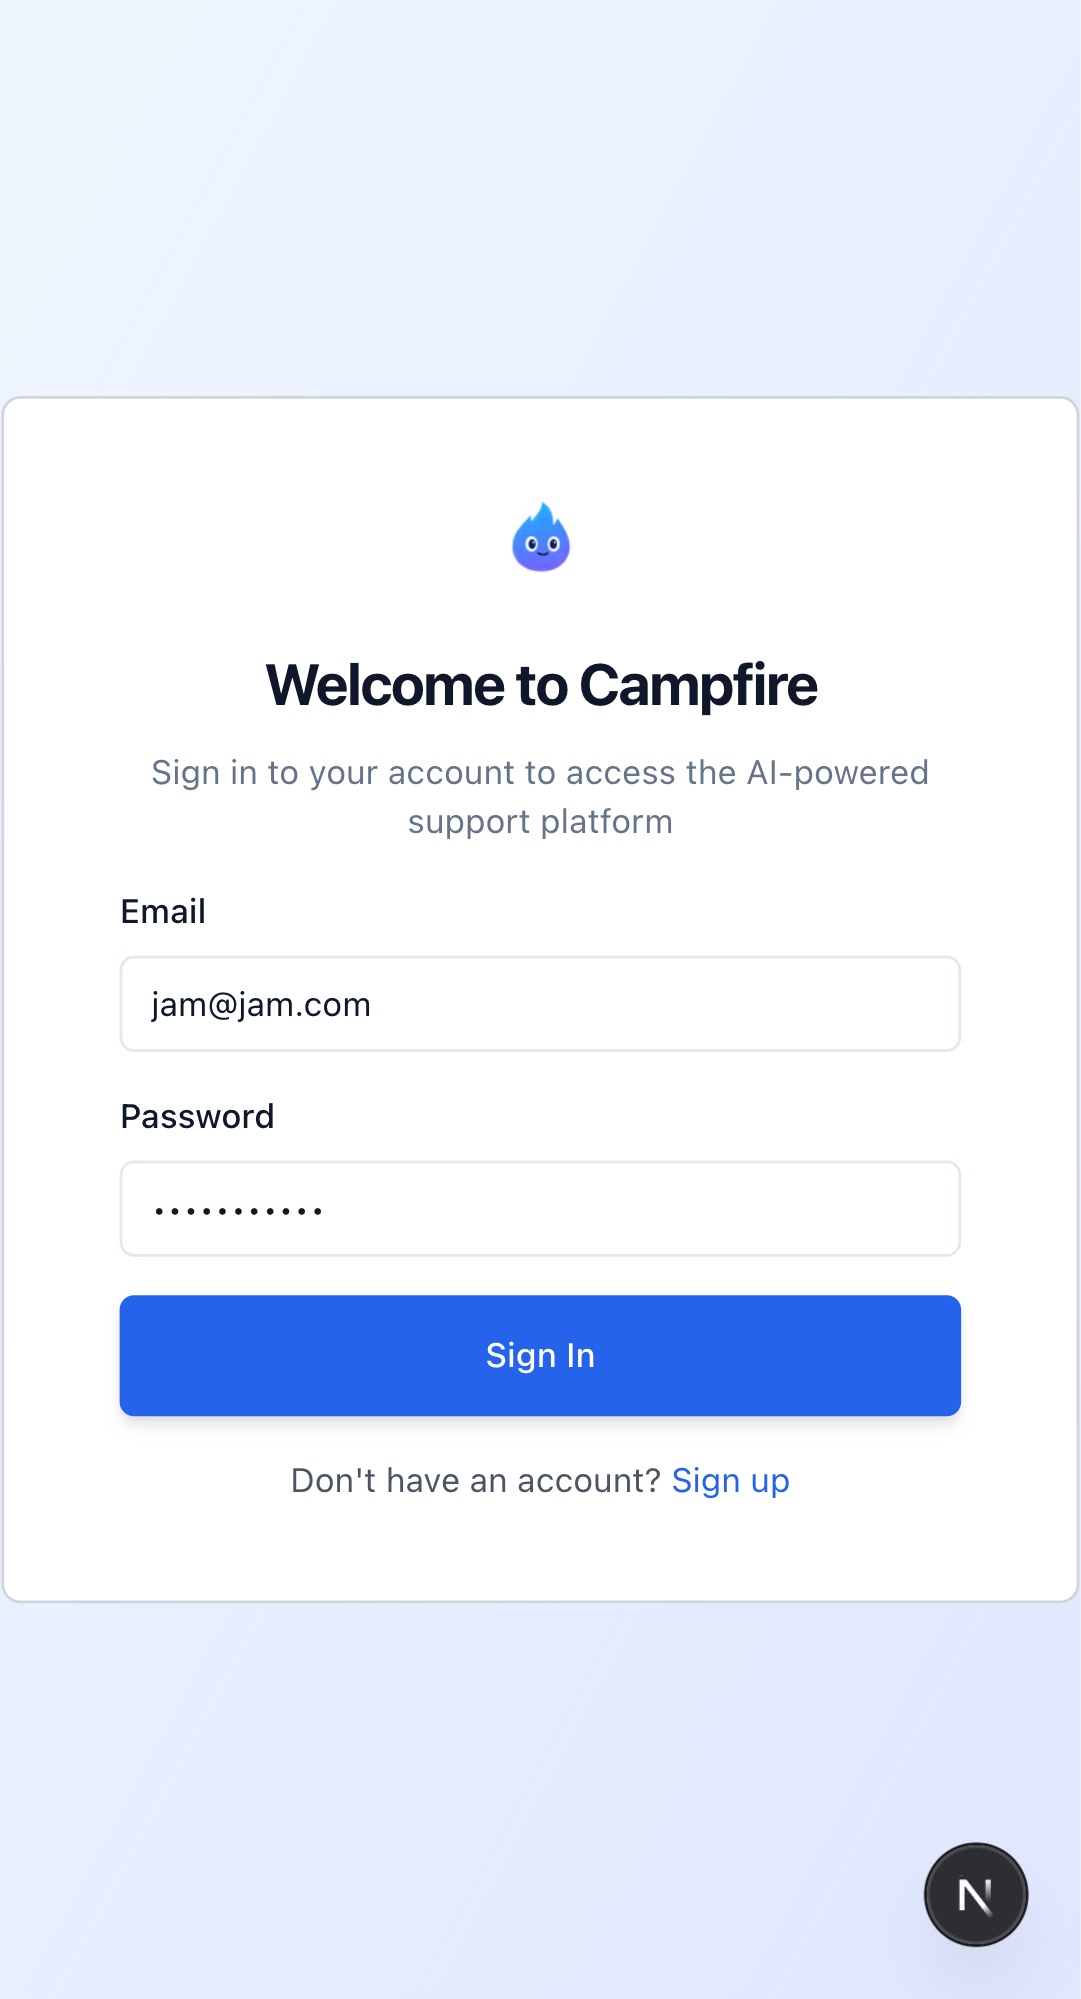 Welcome to Campfire
Sign in to your account to access the AI-powered
support platform
Email
jam@jam.com
Password
•••••••••••
Sign In
Don't have an account? Sign up
N